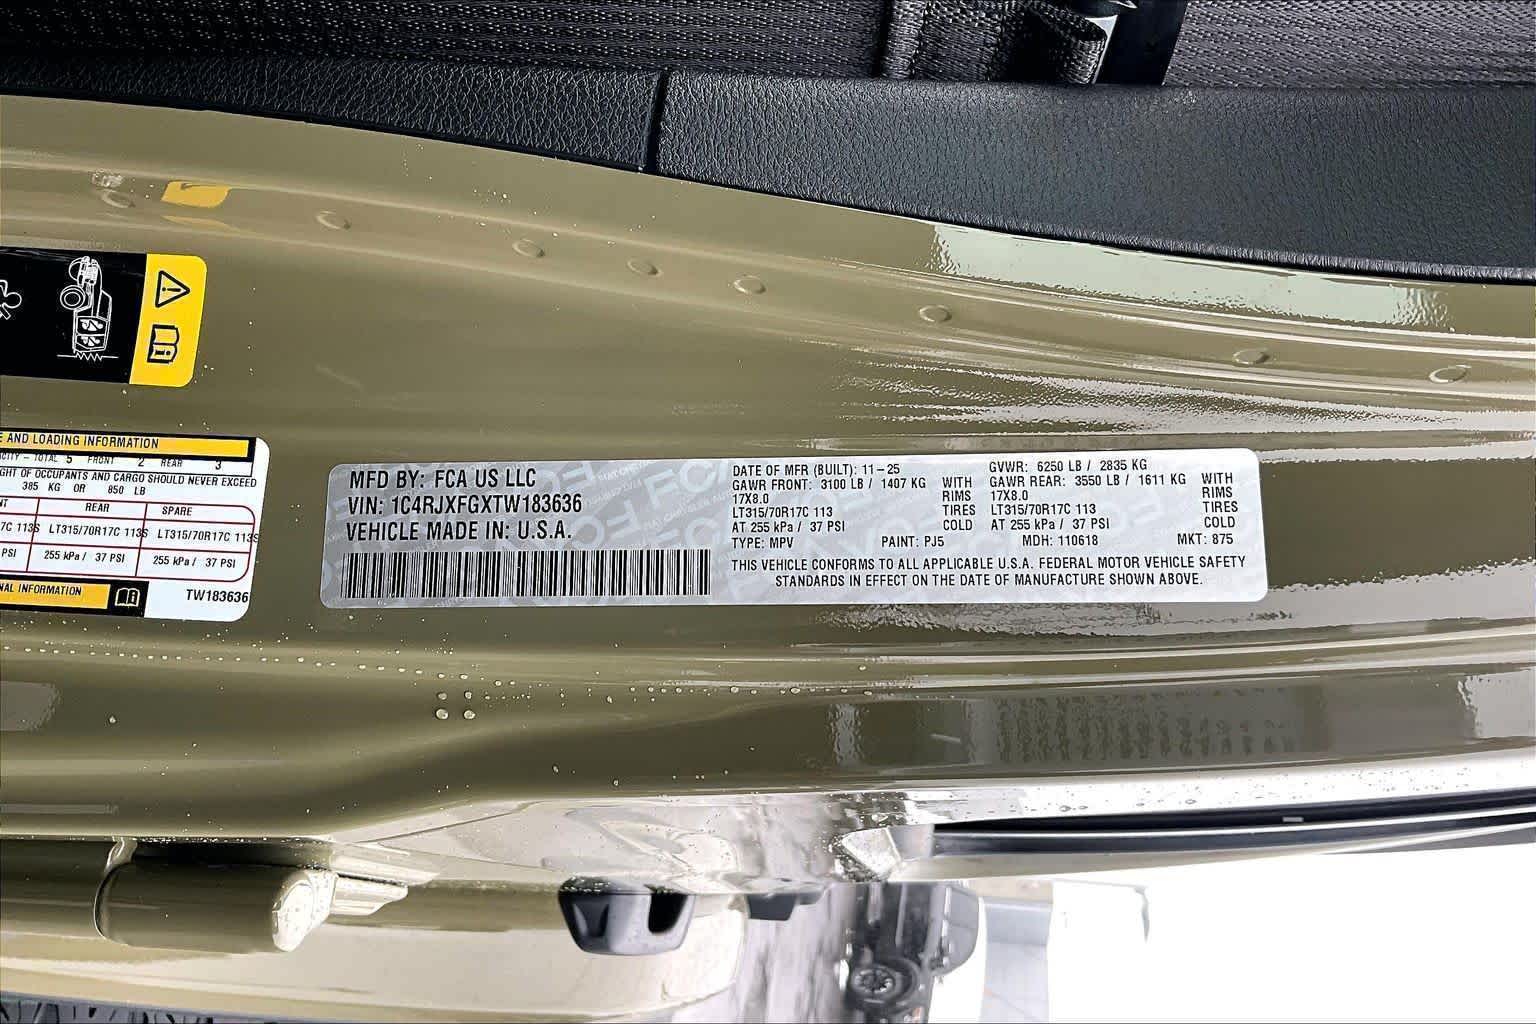 E AND LOADING INFORMATION
CITY - TOTAL 5 FRONT 2 REAR 3
GHT OF OCCUPANTS AND CARGO SHOULD NEVER EXCEED
385 KG OR 850 LB
REAR SPARE
7C 113S LT315/70R17C 113S LT315/70R17C 113S
PSI 255 kPa / 37 PSI 255 kPa / 37 PSI
NAL INFORMATION
TW183636
MFD BY: FCA US LLC
VIN: 1C4RJXFGXTW183636
VEHICLE MADE IN: U.S.A.
DATE OF MFR (BUILT): 11-25 GVWR: 6250 LB / 2835 KG
GAWR FRONT: 3100 LB / 1407 KG WITH GAWR REAR: 3550 LB / 1611 KG WITH
17X8.0 RIMS 17X8.0 RIMS
LT315/70R17C 113 TIRES LT315/70R17C 113 TIRES
AT 255 kPa / 37 PSI COLD AT 255 kPa / 37 PSI COLD
TYPE: MPV PAINT: PJ5 MDH: 110618 MKT: 875
THIS VEHICLE CONFORMS TO ALL APPLICABLE U.S.A. FEDERAL MOTOR VEHICLE SAFETY
STANDARDS IN EFFECT ON THE DATE OF MANUFACTURE SHOWN ABOVE.